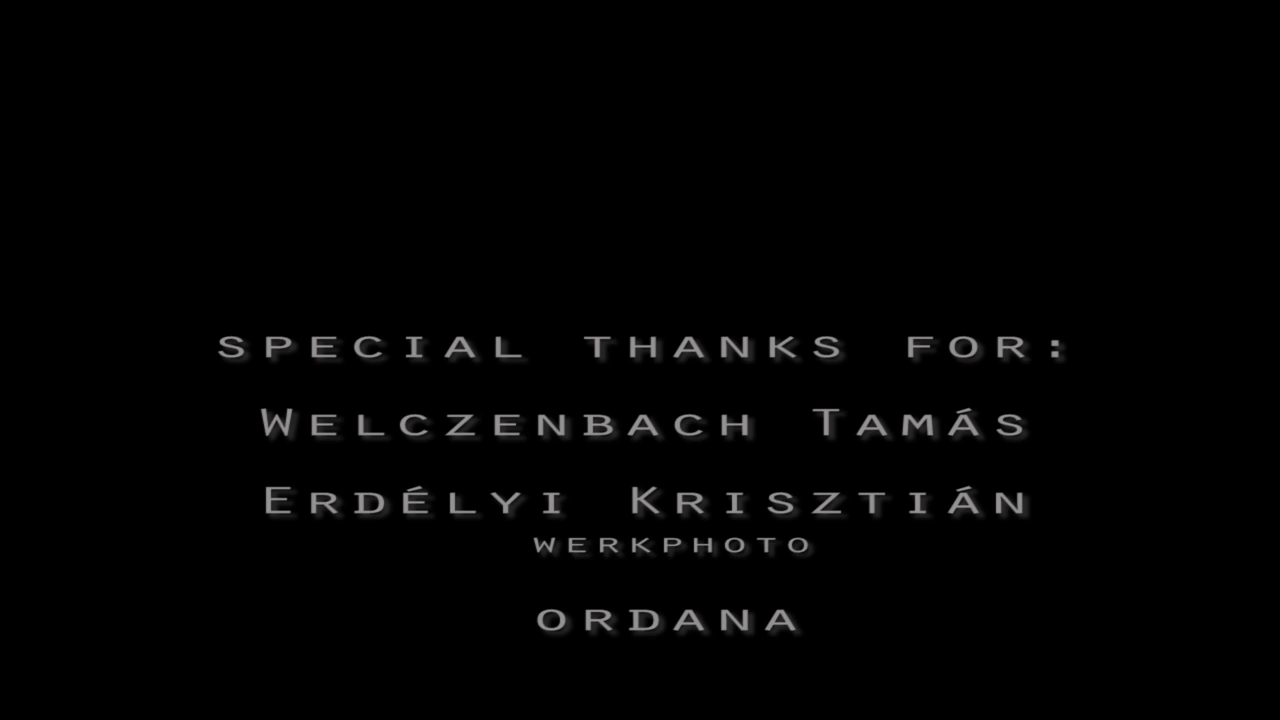 SPECIAL THANKS FOR:
WELCZENBACH TAMÁS
ERDÉLYI KRISZTIÁN
WERKPHOTO
ORDANA